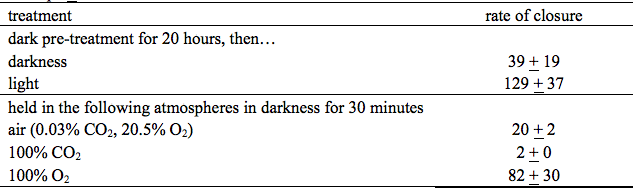 treatment rate of closure
dark pre-treatment for 20 hours, then…
darkness 39 ± 19
light 129 ± 37
held in the following atmospheres in darkness for 30 minutes
air (0.03% CO₂, 20.5% O₂) 20 ± 2
100% CO₂ 2 ± 0
100% O₂ 82 ± 30